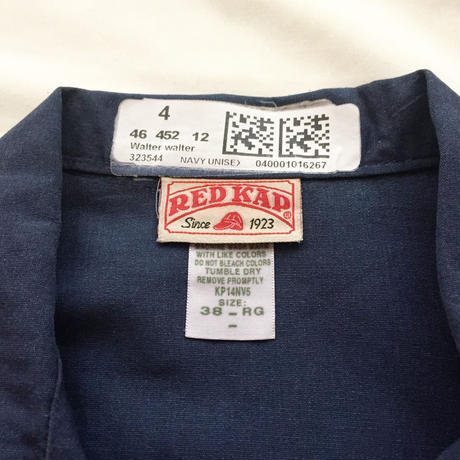 4
46 452 12
Walter walter
323544 NAVY UNISEX 040001016267
RED KAP®
Since 1923
WITH LIKE COLORS
DO NOT BLEACH COLORS
TUMBLE DRY
REMOVE PROMPTLY
KP14NV5
SIZE:
38 - RG
-